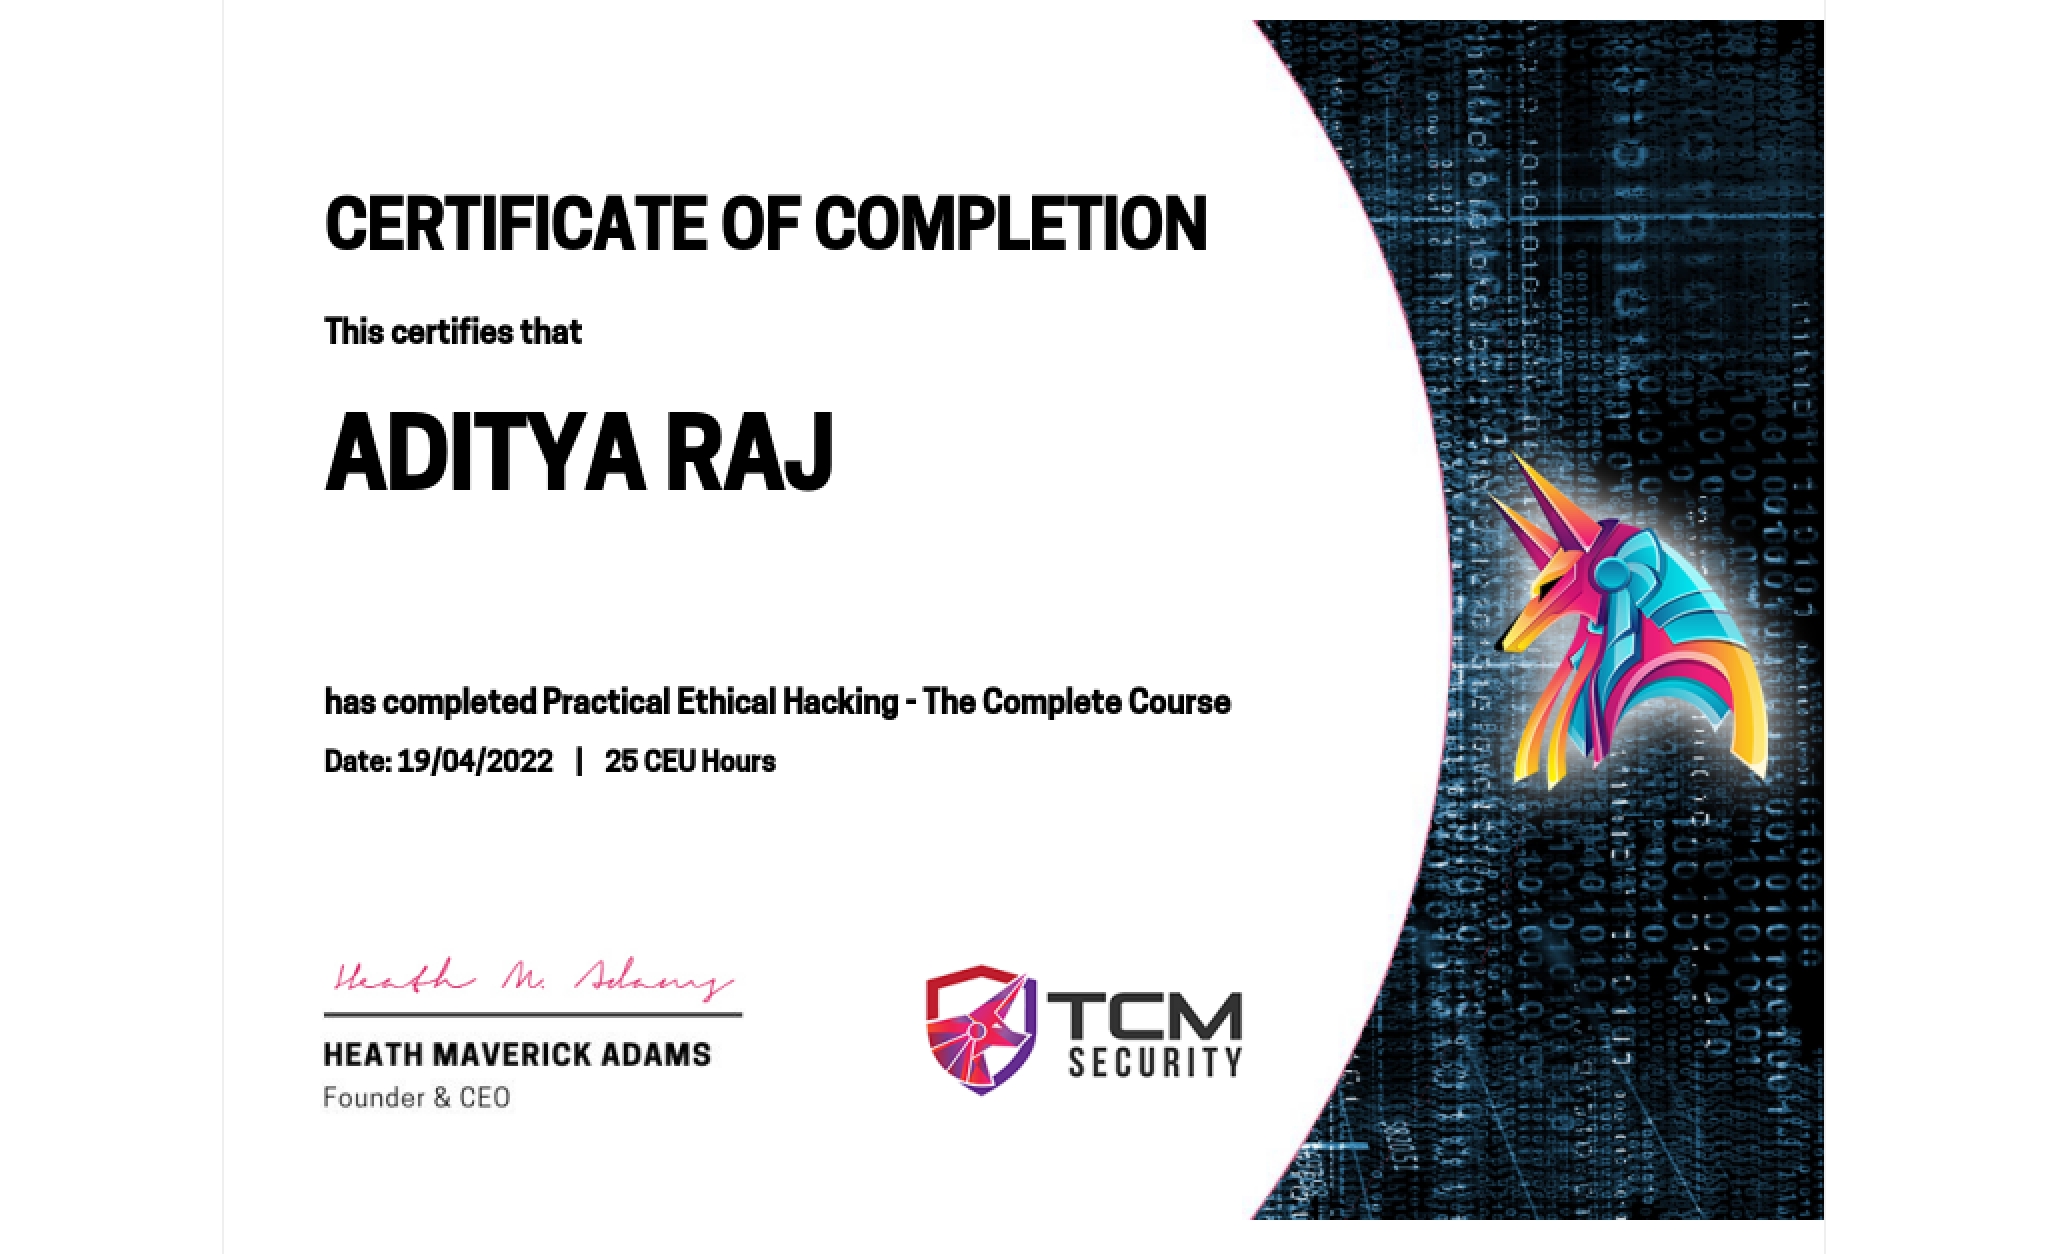 CERTIFICATE OF COMPLETION
This certifies that
ADITYA RAJ
has completed Practical Ethical Hacking - The Complete Course
Date: 19/04/2022 | 25 CEU Hours
Heath M. Adams
HEATH MAVERICK ADAMS
Founder & CEO
TCM
SECURITY